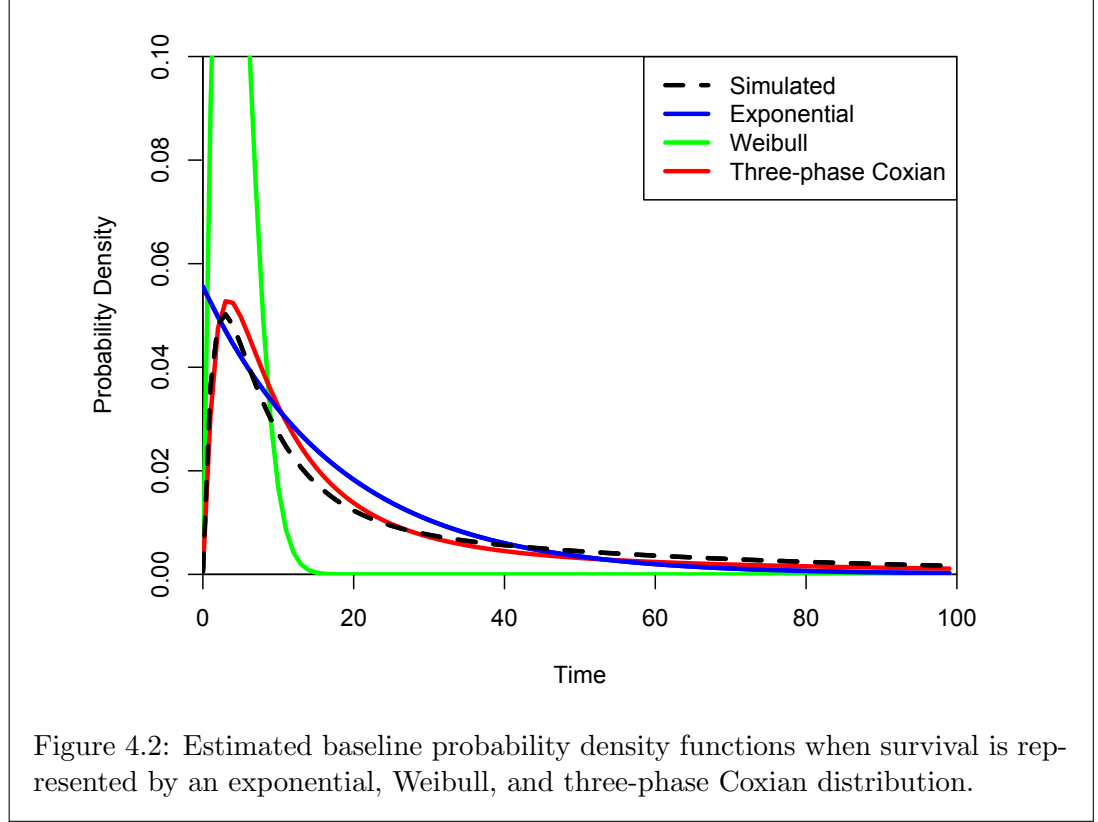 0.10
0.08
0.06
0.04
0.02
0.00
Probability Density
Simulated
Exponential
Weibull
Three-phase Coxian
0 20 40 60 80 100
Time
Figure 4.2: Estimated baseline probability density functions when survival is rep-
resented by an exponential, Weibull, and three-phase Coxian distribution.